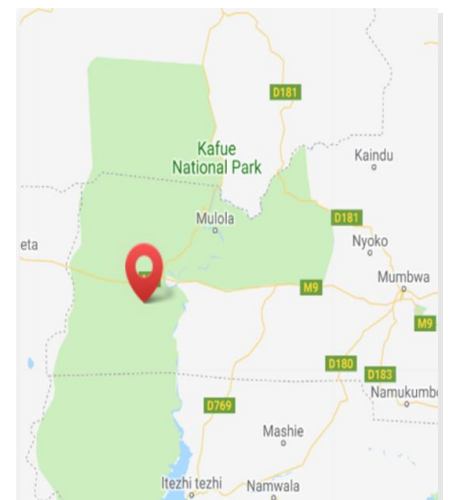 D181
Kafue
National Park
Kaindu
Mulola
D181
eta
Nyoko
Mumbwa
M9
M9
D180
D183
Namukumb
D769
Mashie
Itezhi tezhi
Namwala